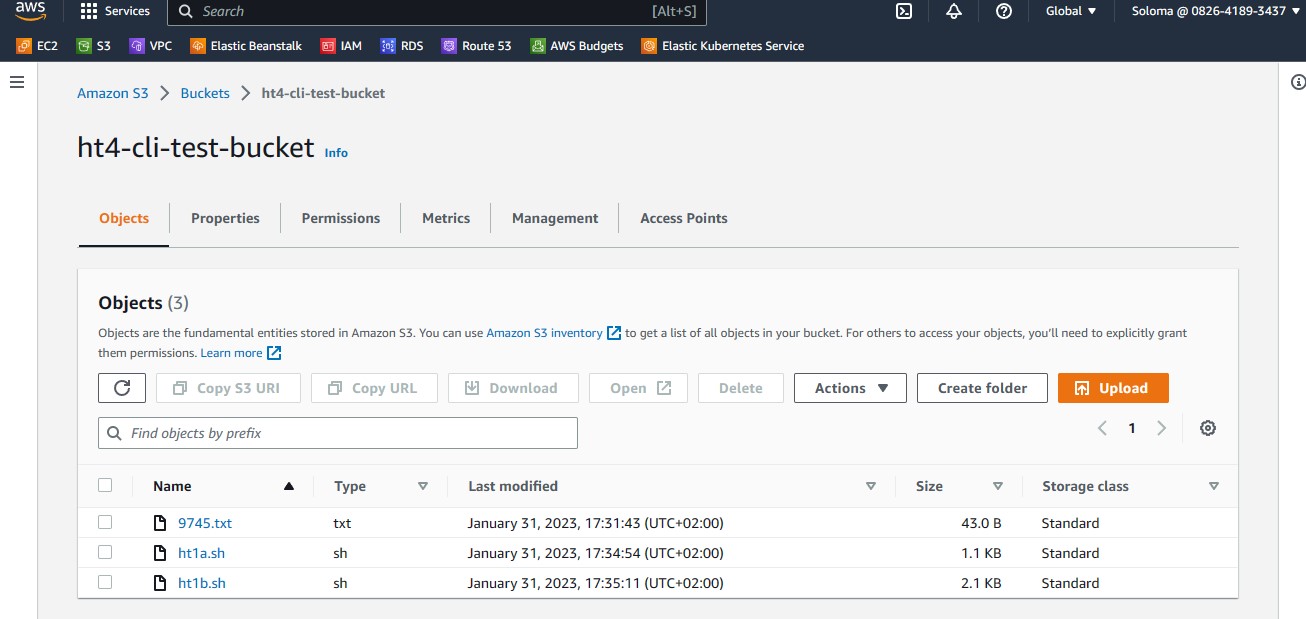 aws Services Search [Alt+S] Global Soloma @ 0826-4189-3437
EC2 S3 VPC Elastic Beanstalk IAM RDS Route 53 AWS Budgets Elastic Kubernetes Service
Amazon S3 Buckets ht4-cli-test-bucket
ht4-cli-test-bucket Info
Objects Properties Permissions Metrics Management Access Points
Objects (3)
Objects are the fundamental entities stored in Amazon S3. You can use Amazon S3 inventory to get a list of all objects in your bucket. For others to access your objects, you'll need to explicitly grant
them permissions. Learn more
Copy S3 URI Copy URL Download Open Delete Actions Create folder Upload
Find objects by prefix 1
Name Type Last modified Size Storage class
9745.txt txt January 31, 2023, 17:31:43 (UTC+02:00) 43.0 B Standard
ht1a.sh sh January 31, 2023, 17:34:54 (UTC+02:00) 1.1 KB Standard
ht1b.sh sh January 31, 2023, 17:35:11 (UTC+02:00) 2.1 KB Standard